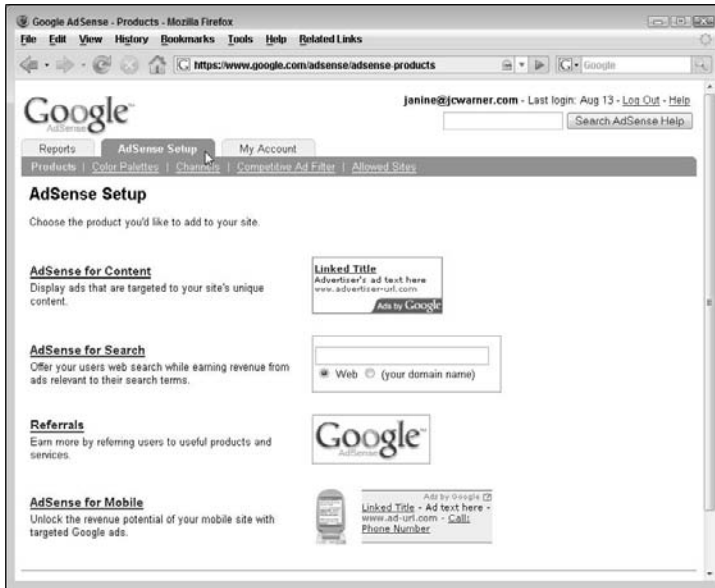 Google AdSense - Products - Mozilla Firefox
File Edit View History Bookmarks Tools Help Related Links
https://www.google.com/adsense/adsense-products
Google
janine@jcwarner.com - Last login: Aug 13 - Log Out - Help
Google™
AdSense
Search AdSense Help
Reports AdSense Setup My Account
Products | Color Palettes | Channels | Competitive Ad Filter | Allowed Sites
AdSense Setup
Choose the product you'd like to add to your site.
AdSense for Content
Display ads that are targeted to your site's unique
content.
Linked Title
Advertiser's ad text here
www.advertiser-url.com
Ads by Google
AdSense for Search
Offer your users web search while earning revenue from
ads relevant to their search terms.
Web (your domain name)
Referrals
Earn more by referring users to useful products and
services.
Google™
AdSense for Mobile
Unlock the revenue potential of your mobile site with
targeted Google ads.
Ads by Google
Linked Title - Ad text here -
www.ad-url.com - Call:
Phone Number